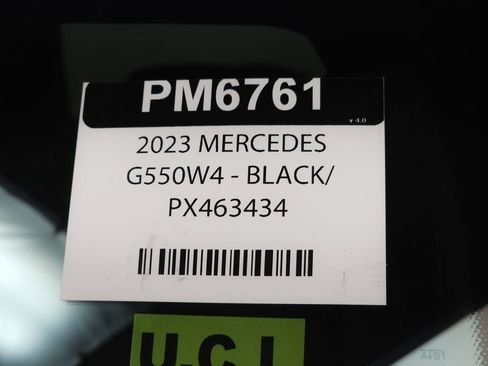 PM6761
v 4.0
2023 MERCEDES
G550W4 - BLACK/
PX463434
U.C.I.